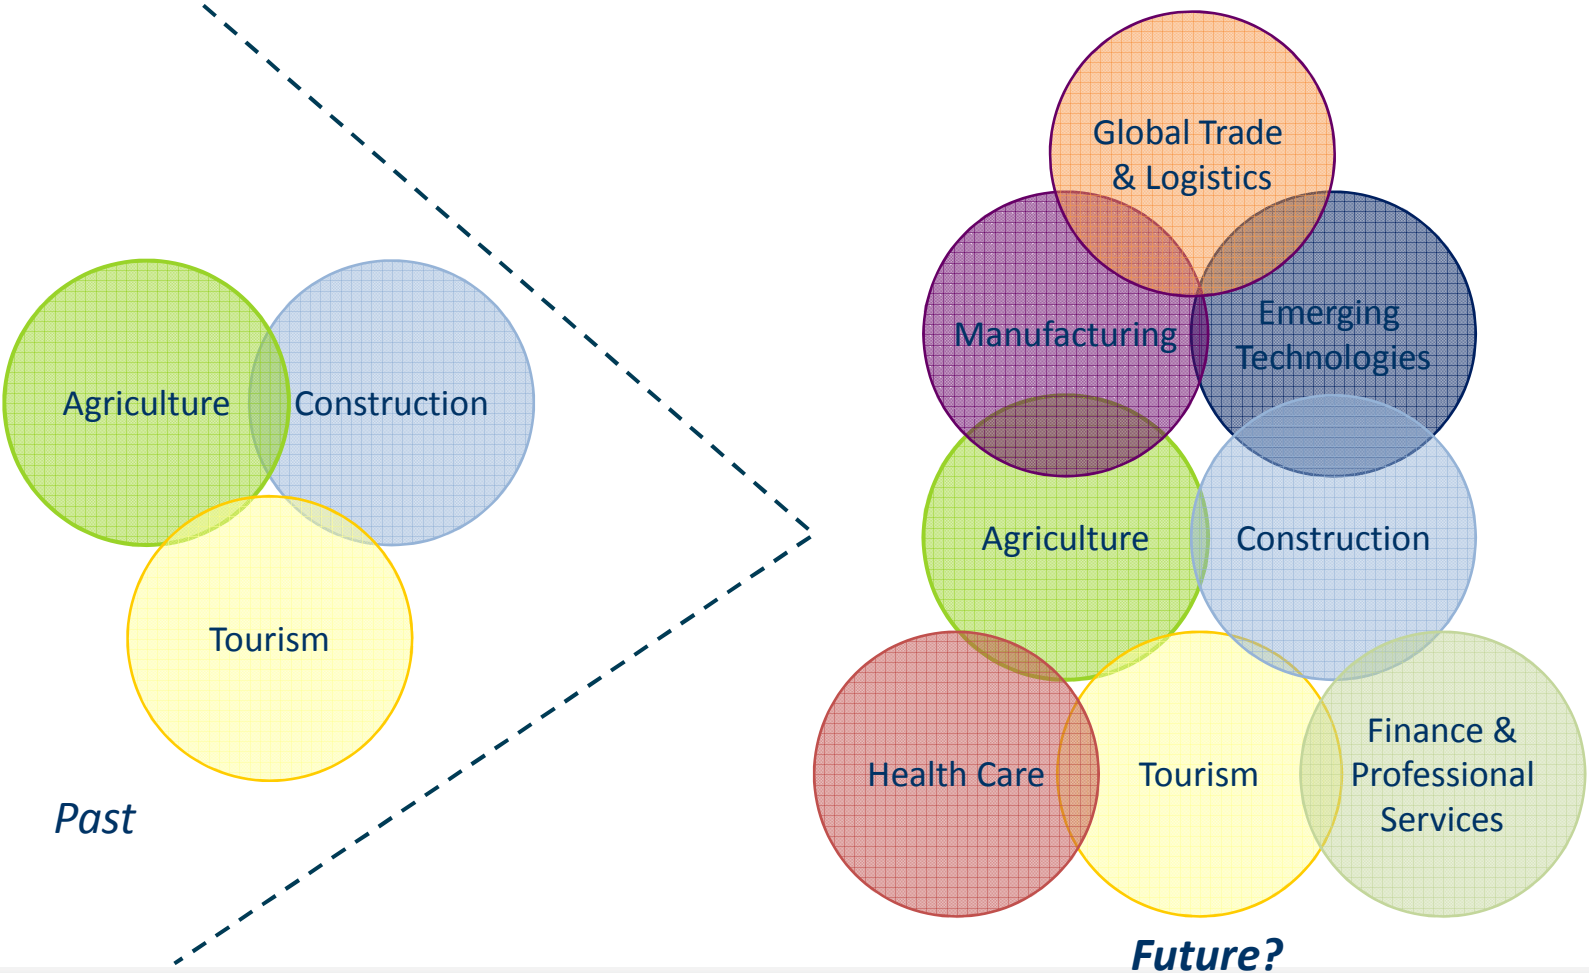 Agriculture
Construction
Tourism
Past
Global Trade
& Logistics
Manufacturing
Emerging
Technologies
Agriculture
Construction
Health Care
Tourism
Finance &
Professional
Services
Future?